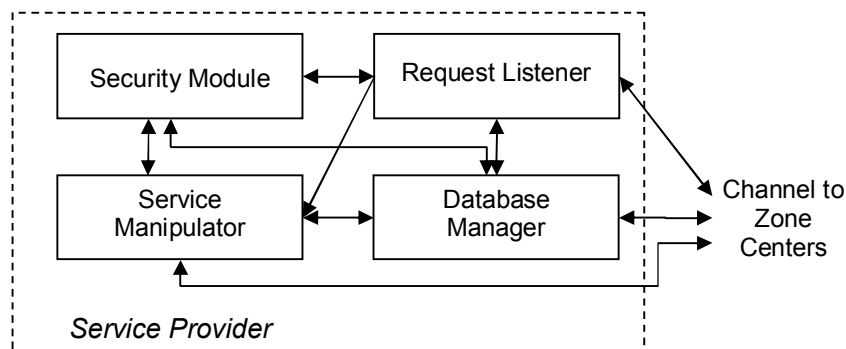 Security Module
Request Listener
Service
Manipulator
Database
Manager
Channel to
Zone
Centers
Service Provider